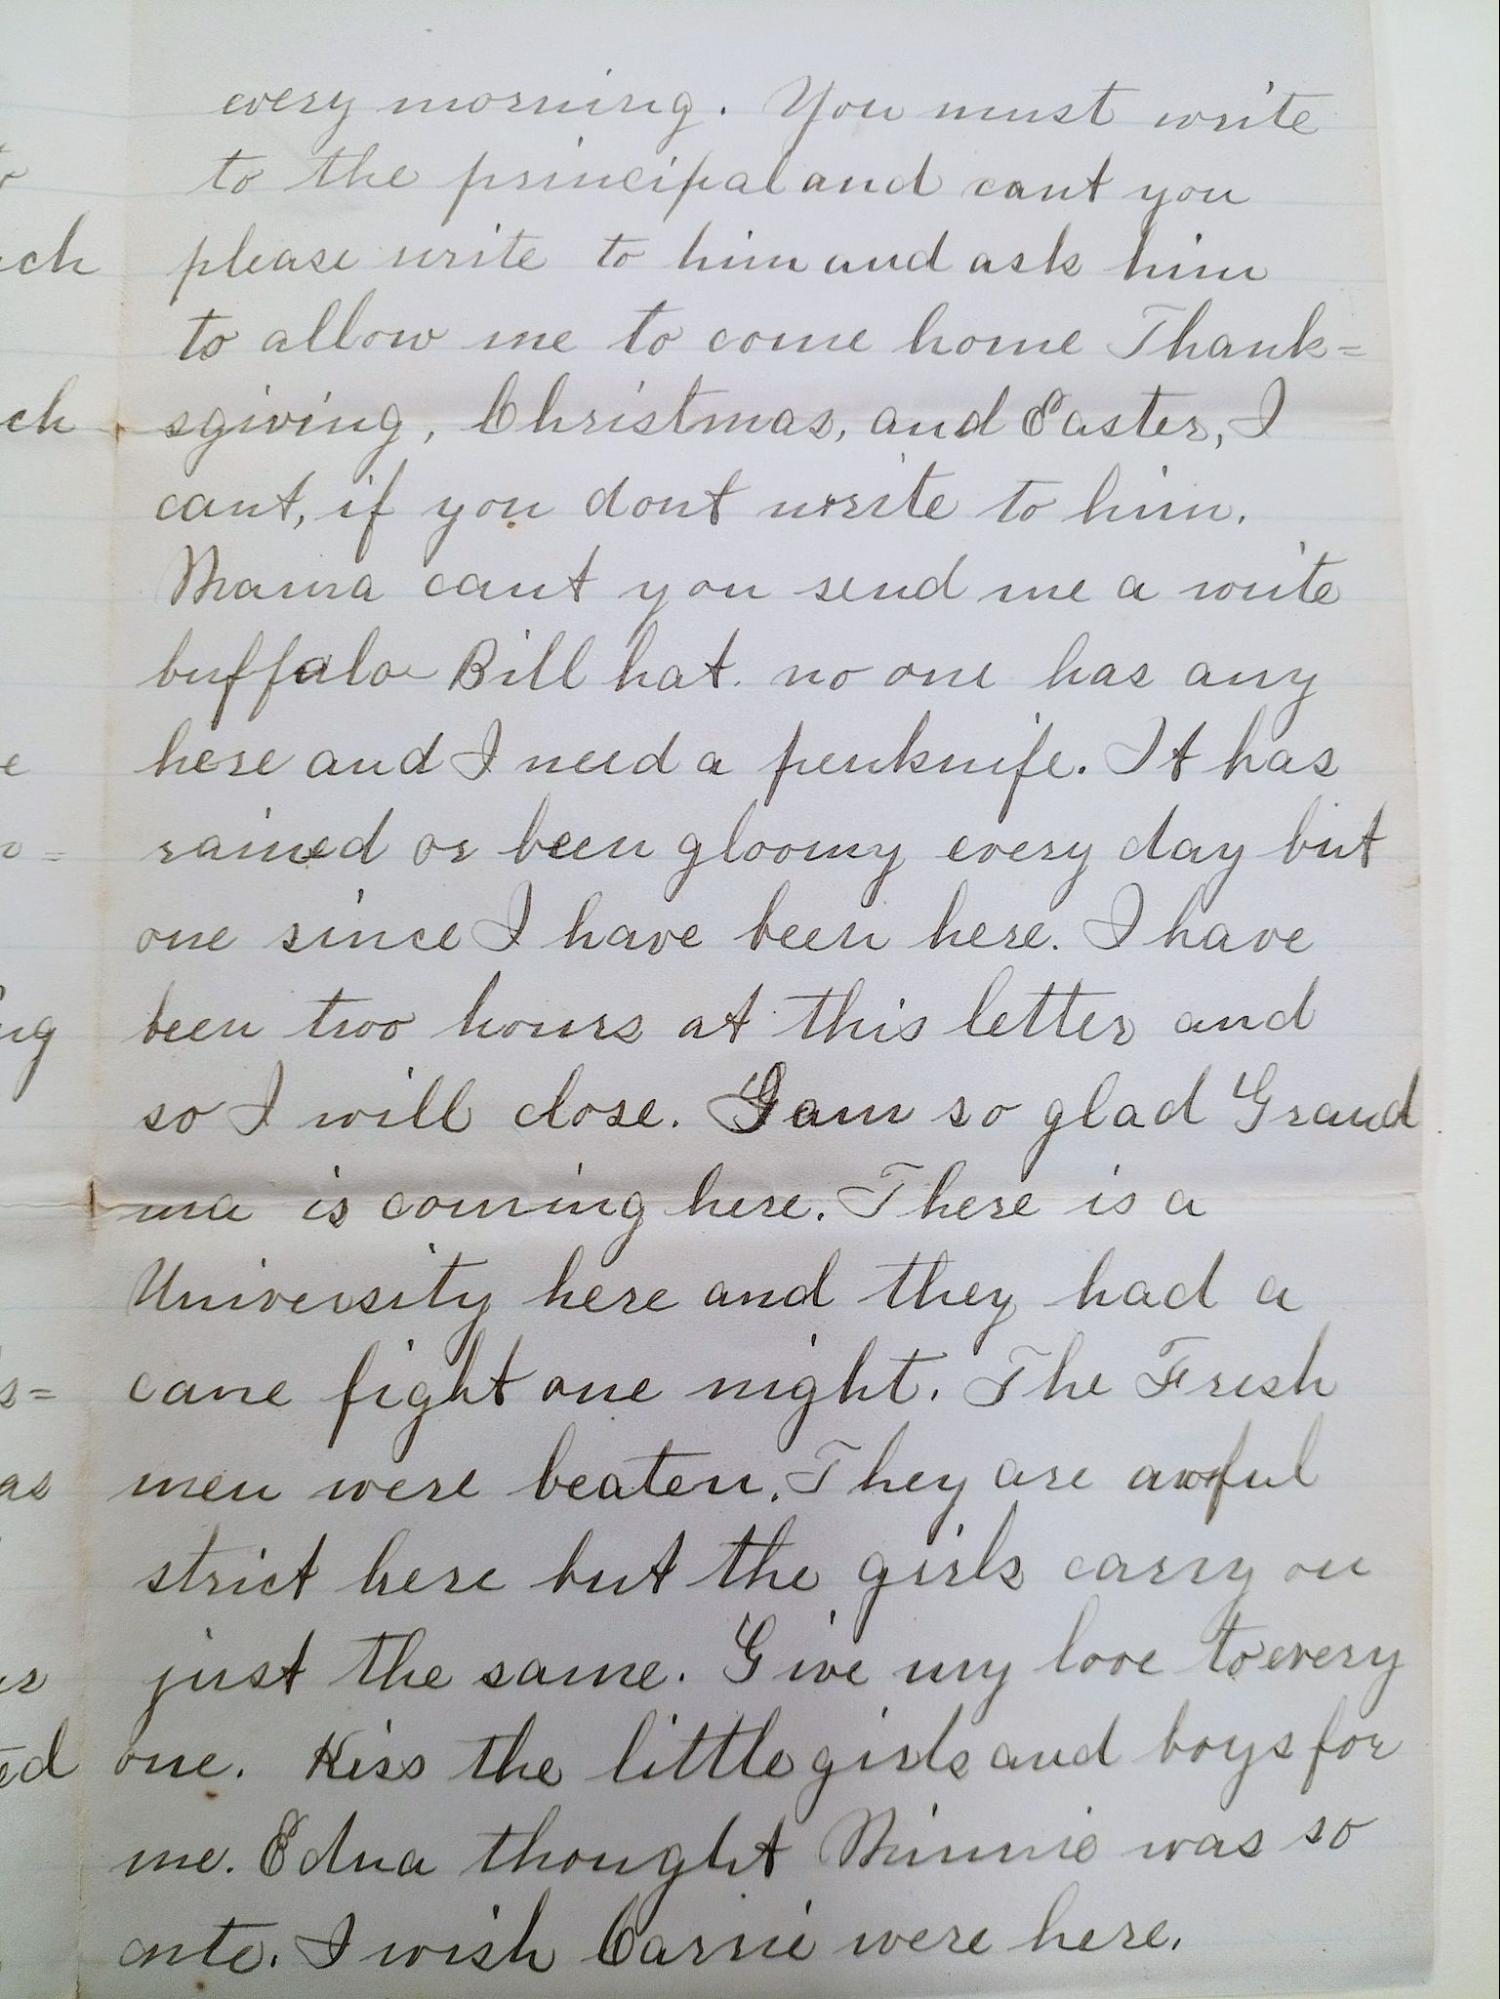 every morning. You must write
to the principal and cant you
please write to him and ask him
to allow me to come home Thank=
sgiving, Christmas, and Easter, I
cant, if you dont write to him.
Mama cant you send me a write
buffalo Bill hat. no one has any
here and I need a penknife. It has
rained or been gloomy every day but
one since I have been here. I have
been two hours at this letter and
so I will close. I am so glad Grand
ma is coming here. There is a
University here and they had a
cane fight one night. The Fresh
men were beaten. They are awful
strict here but the girls carry on
just the same. Give my love to every
one. Kiss the little girls and boys for
me. Edna thought Minnie was so
cute. I wish Carrie were here.